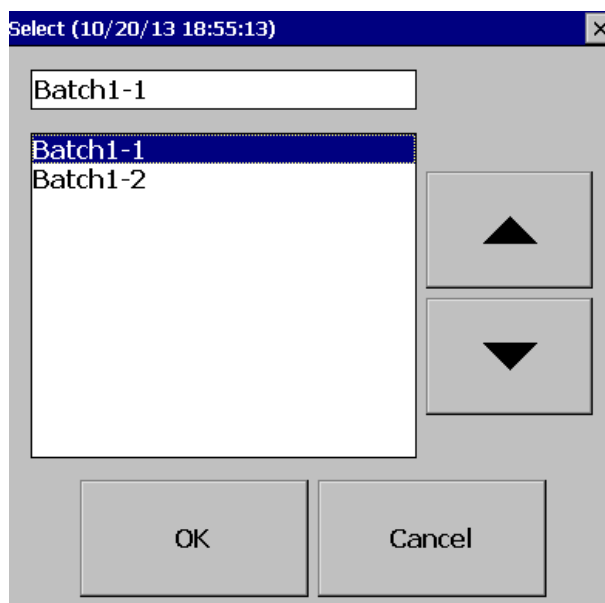 Select (10/20/13 18:55:13)
Batch1-1
Batch1-1
Batch1-2
OK
Cancel